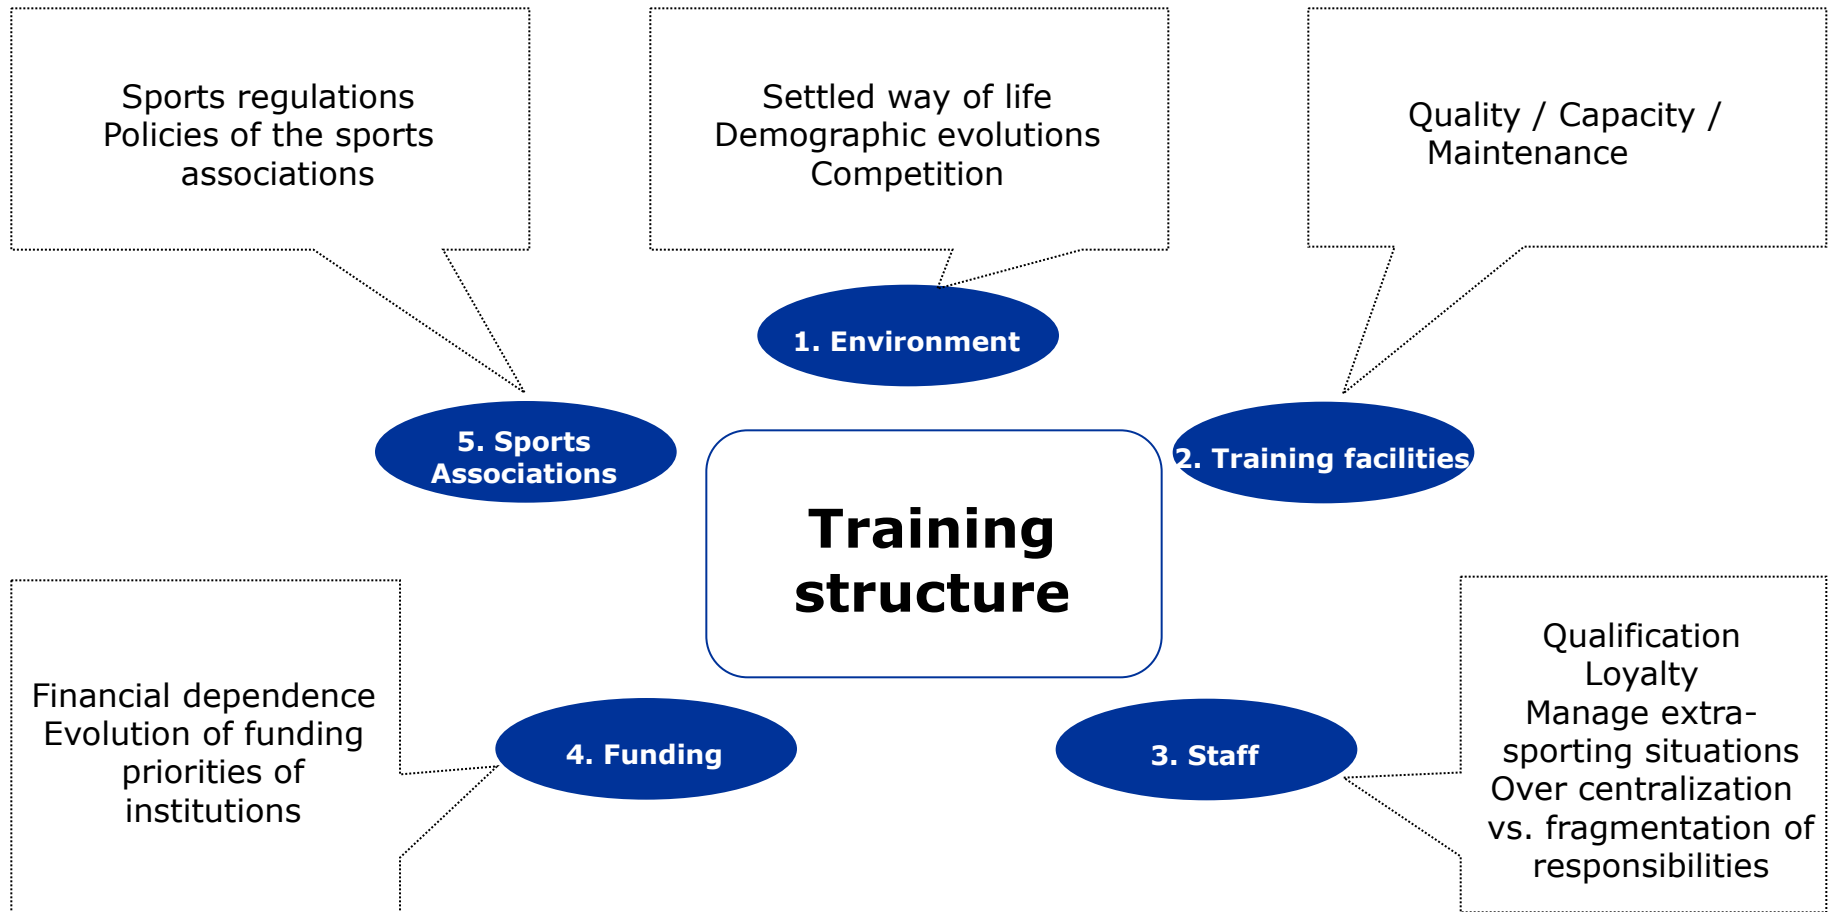 Sports regulations
Policies of the sports
associations
Settled way of life
Demographic evolutions
Competition
Quality / Capacity /
Maintenance
1. Environment
5. Sports
Associations
2. Training facilities
Training
structure
Financial dependence
Evolution of funding
priorities of
institutions
4. Funding
3. Staff
Qualification
Loyalty
Manage extra-
sporting situations
Over centralization
vs. fragmentation of
responsibilities